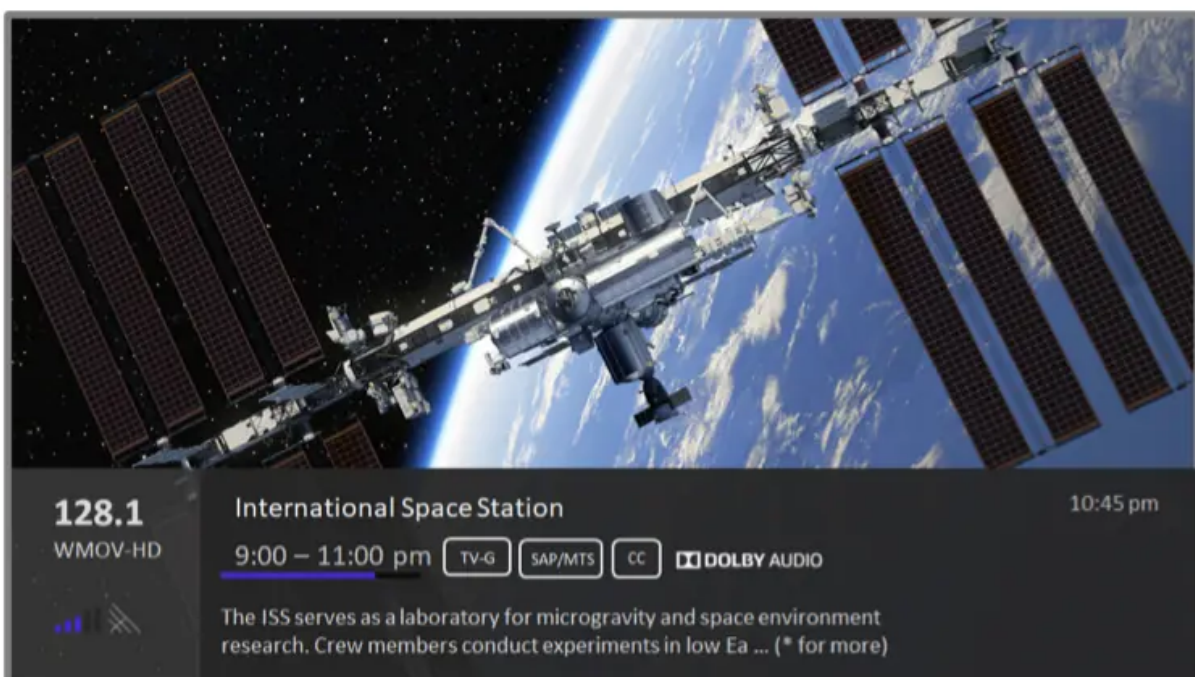 128.1
WMOV-HD
International Space Station
10:45 pm
9:00 – 11:00 pm TV-G SAP/MTS CC DOLBY AUDIO
The ISS serves as a laboratory for microgravity and space environment
research. Crew members conduct experiments in low Ea ... (* for more)